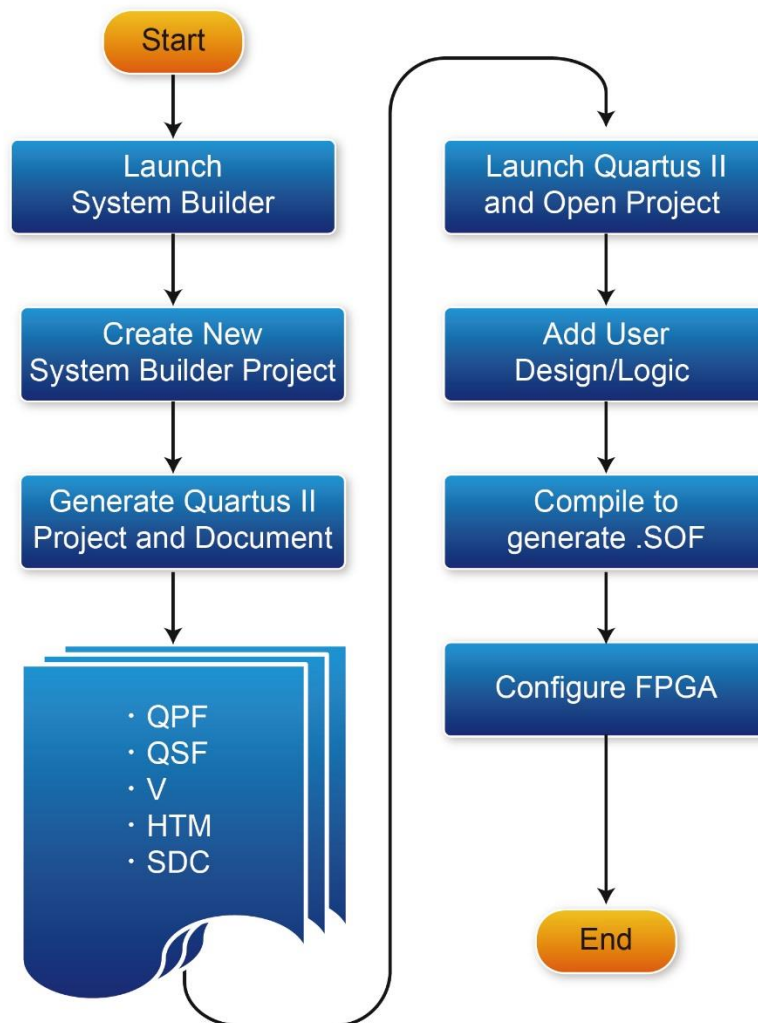 Start
Launch
System Builder
Create New
System Builder Project
Generate Quartus II
Project and Document
· QPF
· QSF
· V
· HTM
· SDC
Launch Quartus II
and Open Project
Add User
Design/Logic
Compile to
generate .SOF
Configure FPGA
End